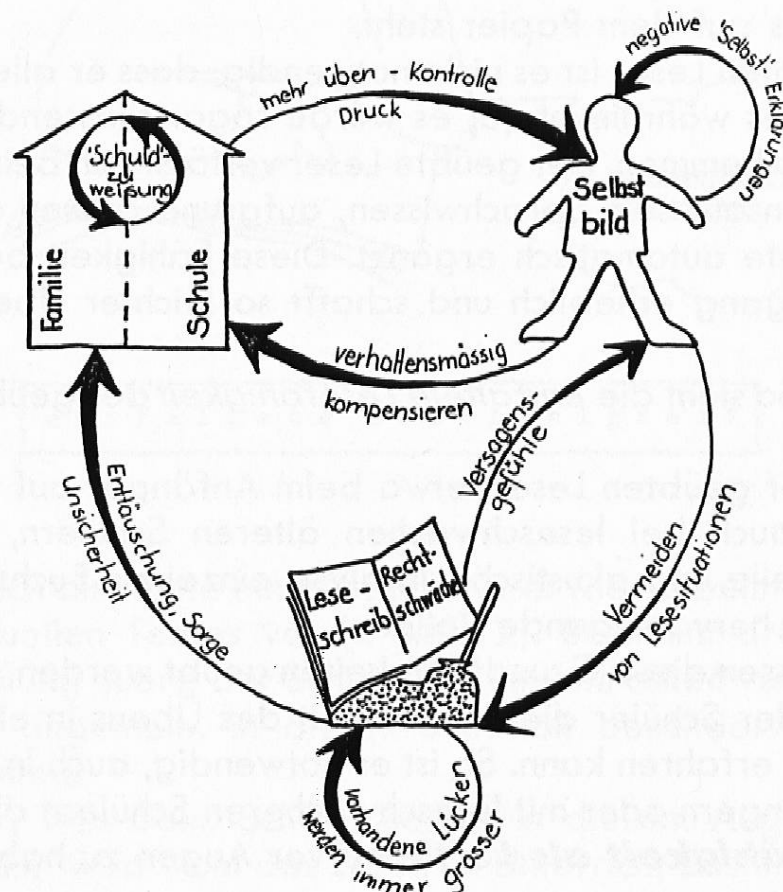 negative 'Selbst'
Erklärungen
mehr über - Kontrolle
Druck
'Schuld'-
zu-
weisung
Familie
Schule
Selbst
bild
verhaltensmässig
kompensieren
Versagens
gefühle
Enttäuschung, Sorge
Unsicherheit
Lese- Recht-
schreib schwäche
Vermeiden
von Lesesituationen
vorhandene Lücken
werden immer grösser